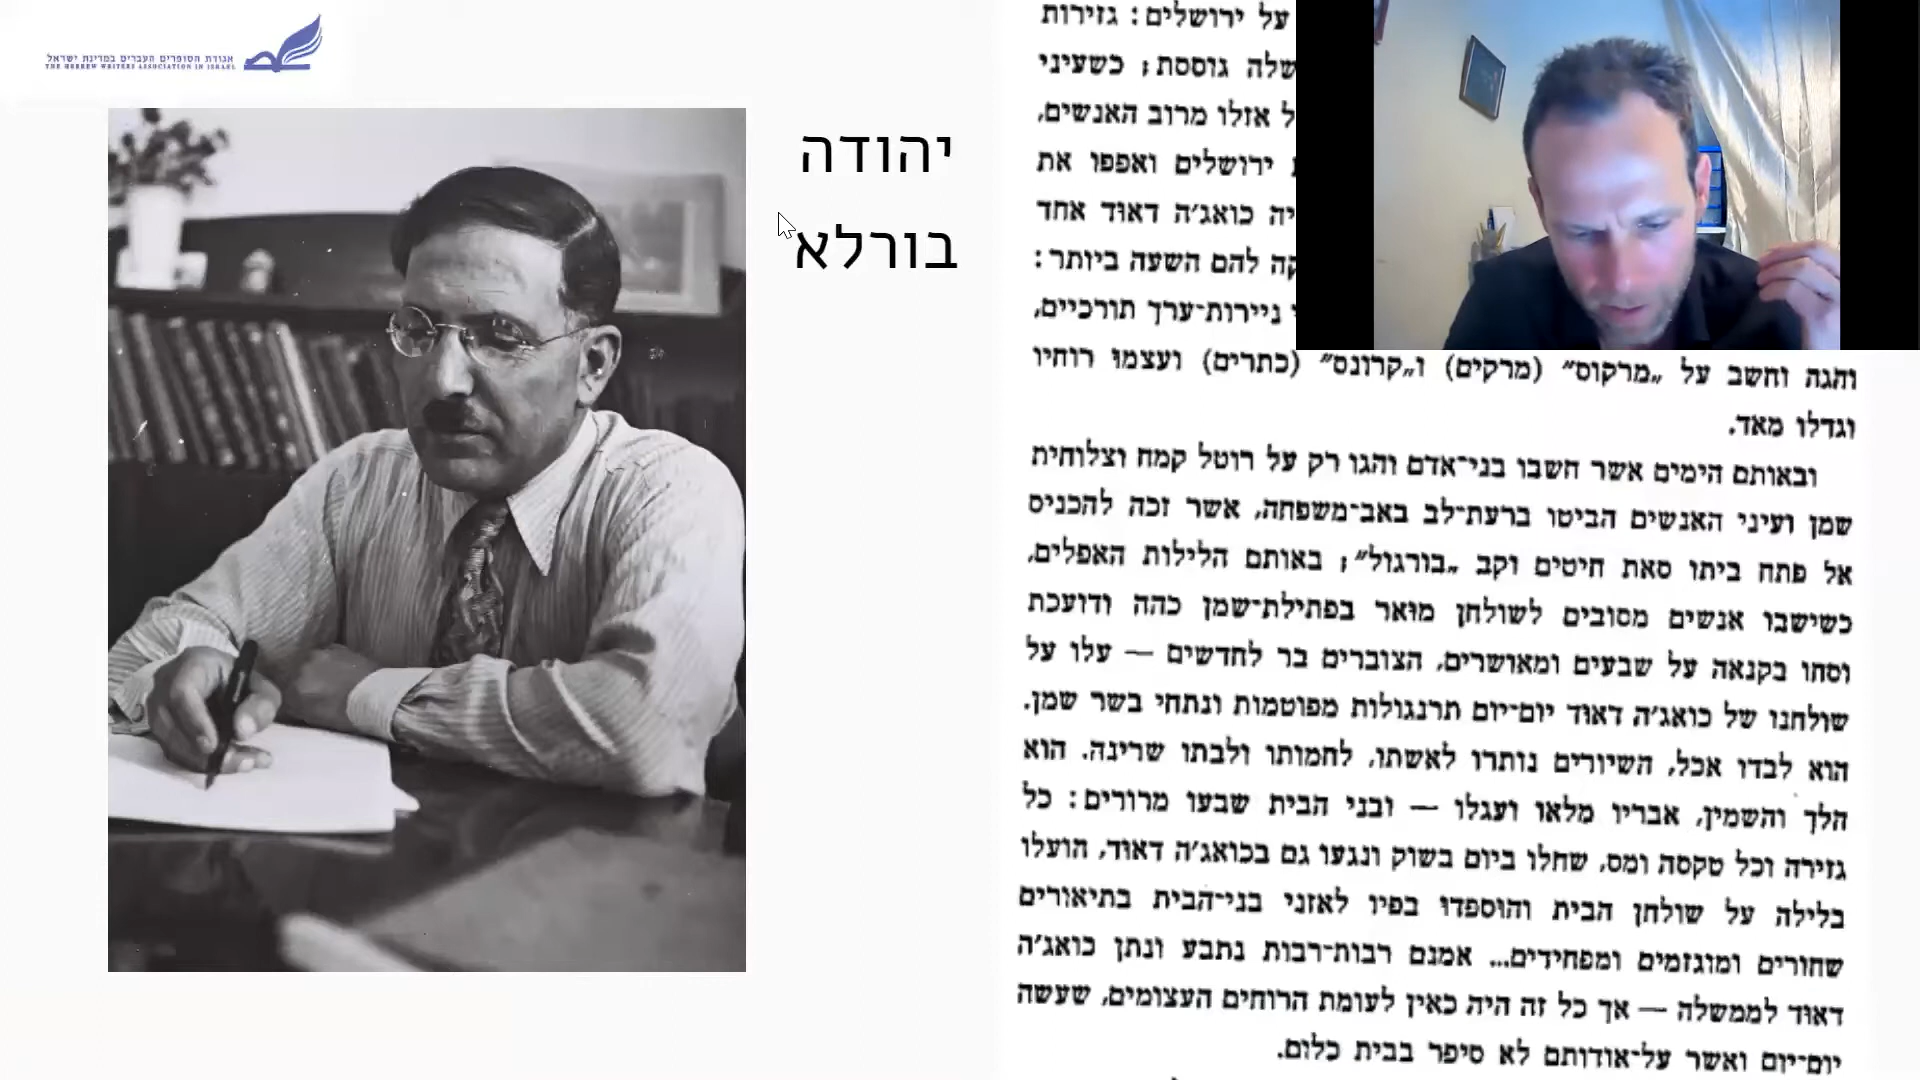 אגודת הסופרים העברים במדינת ישראל
THE HEBREW WRITERS ASSOCIATION IN ISRAEL
יהודה
בורלא
על ירושלים: גזירות
שלה גוססת; כשעיני
ל אזלו מרוב האנשים,
ירושלים ואפפו את
יה כואג׳ה דאוד אחד
קה להם השעה ביותר:
ניירות־ערך תורכיים,
והגה וחשב על „מרקוס״ (מרקים) ו„קרונס״ (כתרים) ועצמו רוחיו
וגדלו מאד.
ובאותם הימים אשר חשבו בני־אדם והגו רק על רוטל קמח וצלוחית
שמן ועיני האנשים הביטו ברעת־לב באב־משפחה, אשר זכה להכניס
אל פתח ביתו סאת חיטים וקב „בורגול״; באותם הלילות האפלים,
כשישבו אנשים מסובים לשולחן מואר בפתילת־שמן כהה ודועכת
וסחו בקנאה על שבעים ומאושרים, הצוברים בר לחדשים — עלו על
שולחנו של כואג׳ה דאוד יום־יום תרנגולות מפוטמות ונתחי בשר שמן.
הוא לבדו אכל, השיורים נותרו לאשתו, לחמותו ולבתו שרינה. הוא
הלך והשמין, אבריו מלאו ועגלו — ובני הבית שבעו מרורים: כל
גזירה וכל טקסה ומס, שחלו ביום בשוק ונגעו גם בכואג׳ה דאוד, הועלו
בלילה על שולחן הבית והוספדו בפיו לאזני בני־הבית בתיאורים
שחורים ומוגזמים ומפחידים... אמנם רבות־רבות נתבע ונתן כואג׳ה
דאוד לממשלה — אך כל זה היה כאין לעומת הרוחים העצומים, שעשה
יום־יום ואשר על־אודותם לא סיפר בבית כלום.